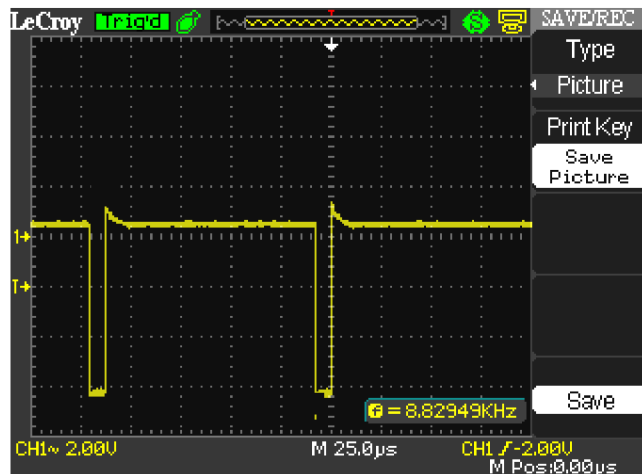 LeCroy Trig'd S SAVE/REC
Type
Picture
Print Key
Save
Picture
1
T
f = 8.82949KHz
Save
CH1~ 2.00V M 25.0µs CH1 -2.00V
M Pos:0.00µs